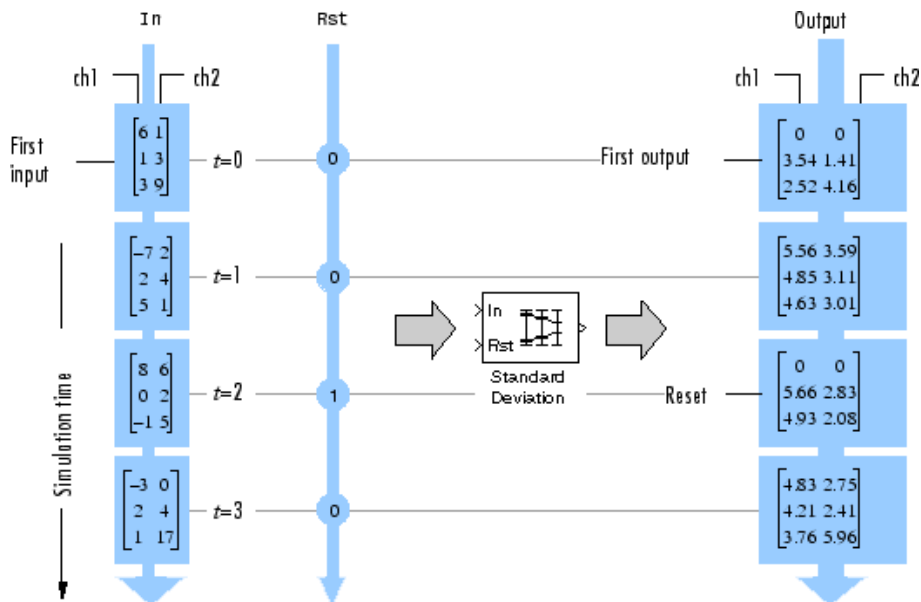 In Rst Output
ch1 ch2 ch1 ch2
First input
6 1
1 3
3 9
t=0
0
First output
0 0
3.54 1.41
2.52 4.16
-7 2
2 4
5 1
t=1
0
5.56 3.59
4.85 3.11
4.63 3.01
In
Rst
Standard
Deviation
Simulation time
8 6
0 2
-1 5
t=2
1
Reset
0 0
5.66 2.83
4.93 2.08
-3 0
2 4
1 17
t=3
0
4.83 2.75
4.21 2.41
3.76 5.96